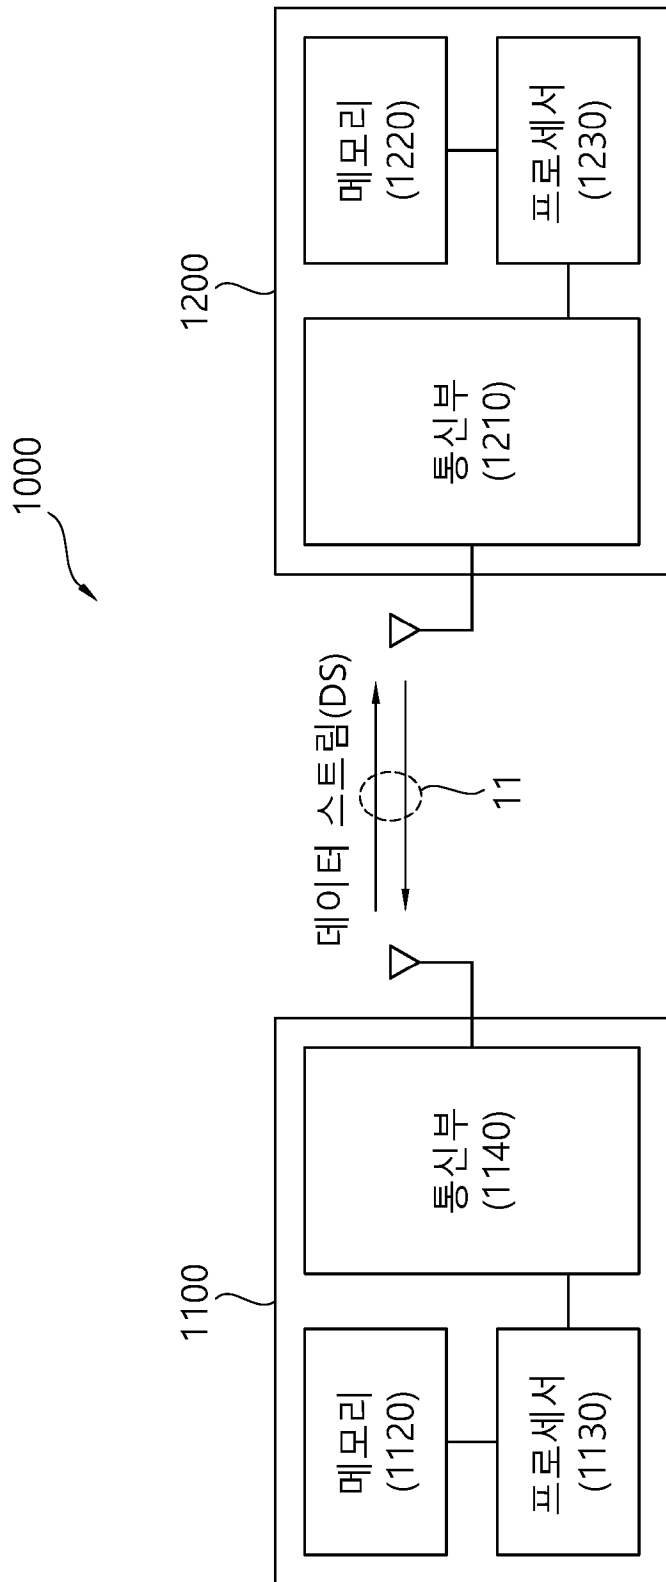 1000
1100
메모리
(1120)
프로세서
(1130)
통신부
(1140)
데이터 스트림(DS)
11
1200
통신부
(1210)
메모리
(1220)
프로세서
(1230)